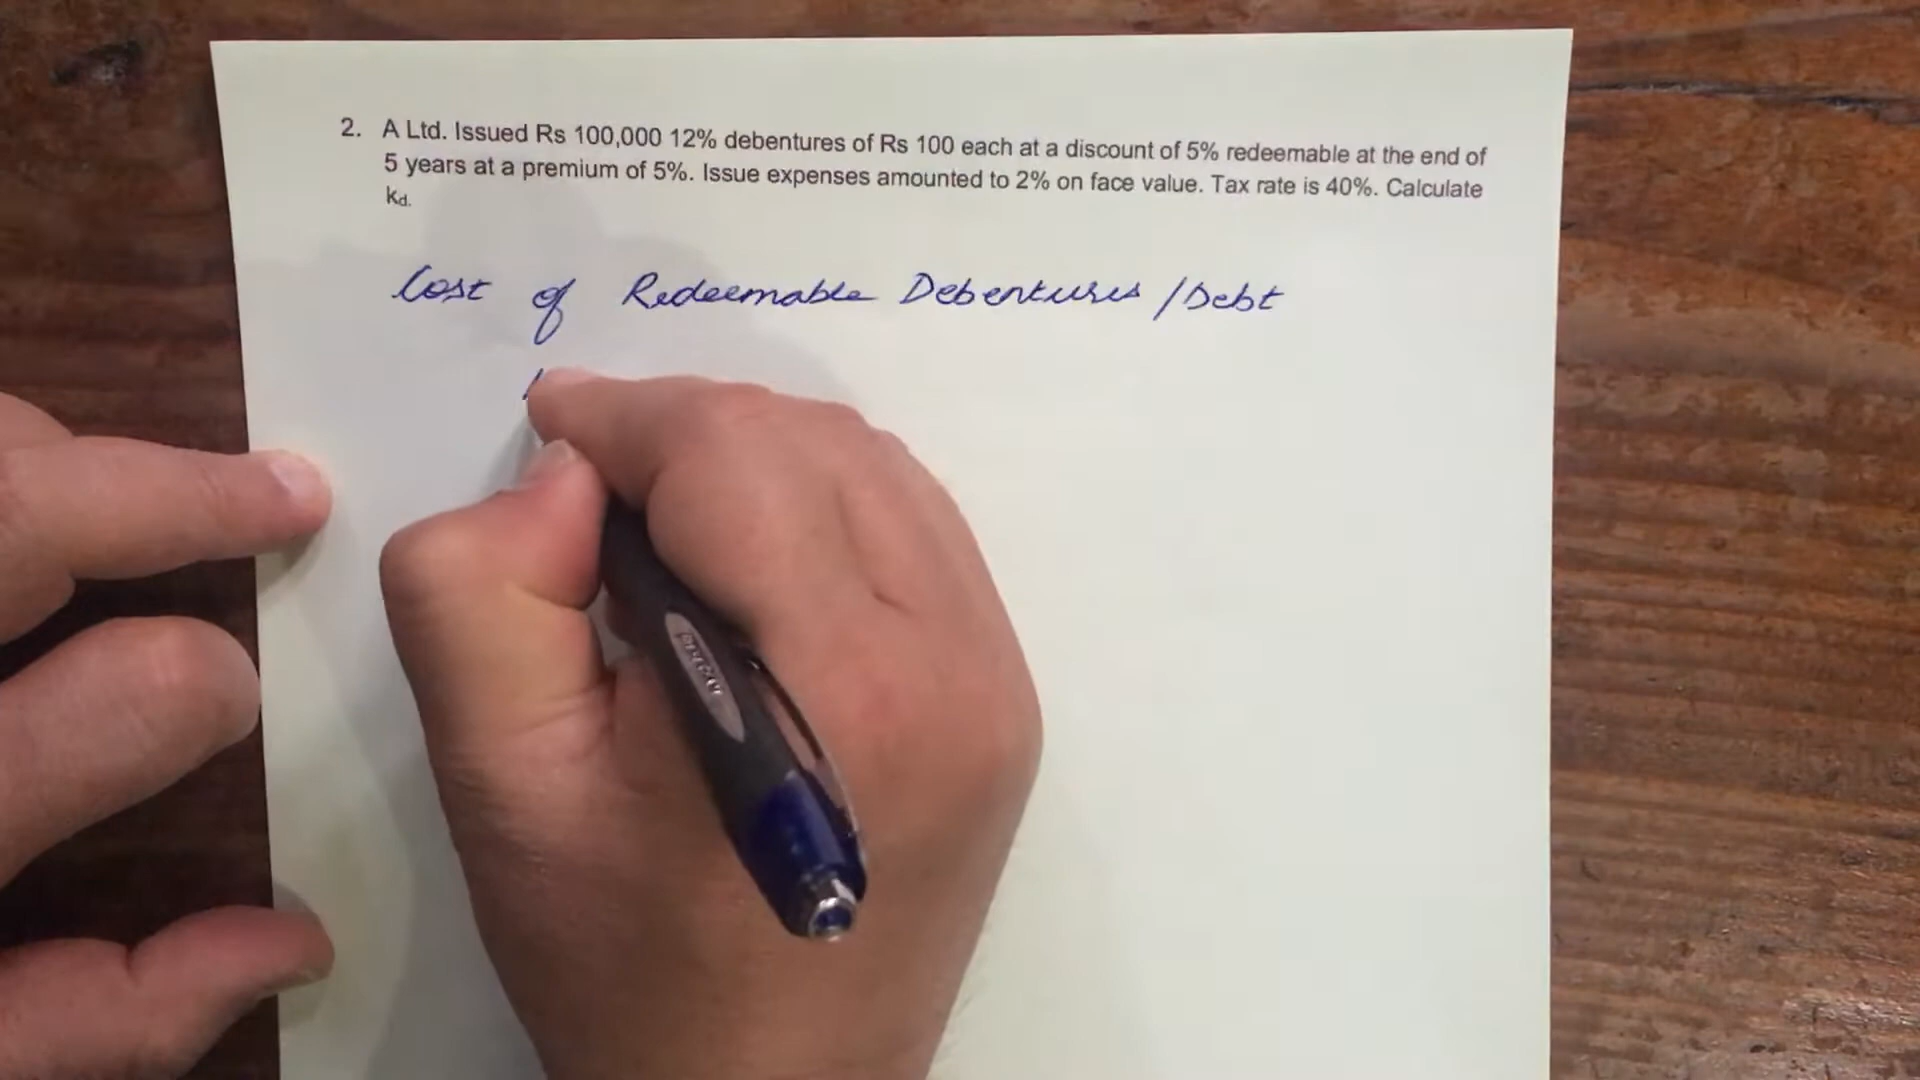 2. A Ltd. Issued Rs 100,000 12% debentures of Rs 100 each at a discount of 5% redeemable at the end of
5 years at a premium of 5%. Issue expenses amounted to 2% on face value. Tax rate is 40%. Calculate
Kd.
Cost of Redeemable Debentures / Debt